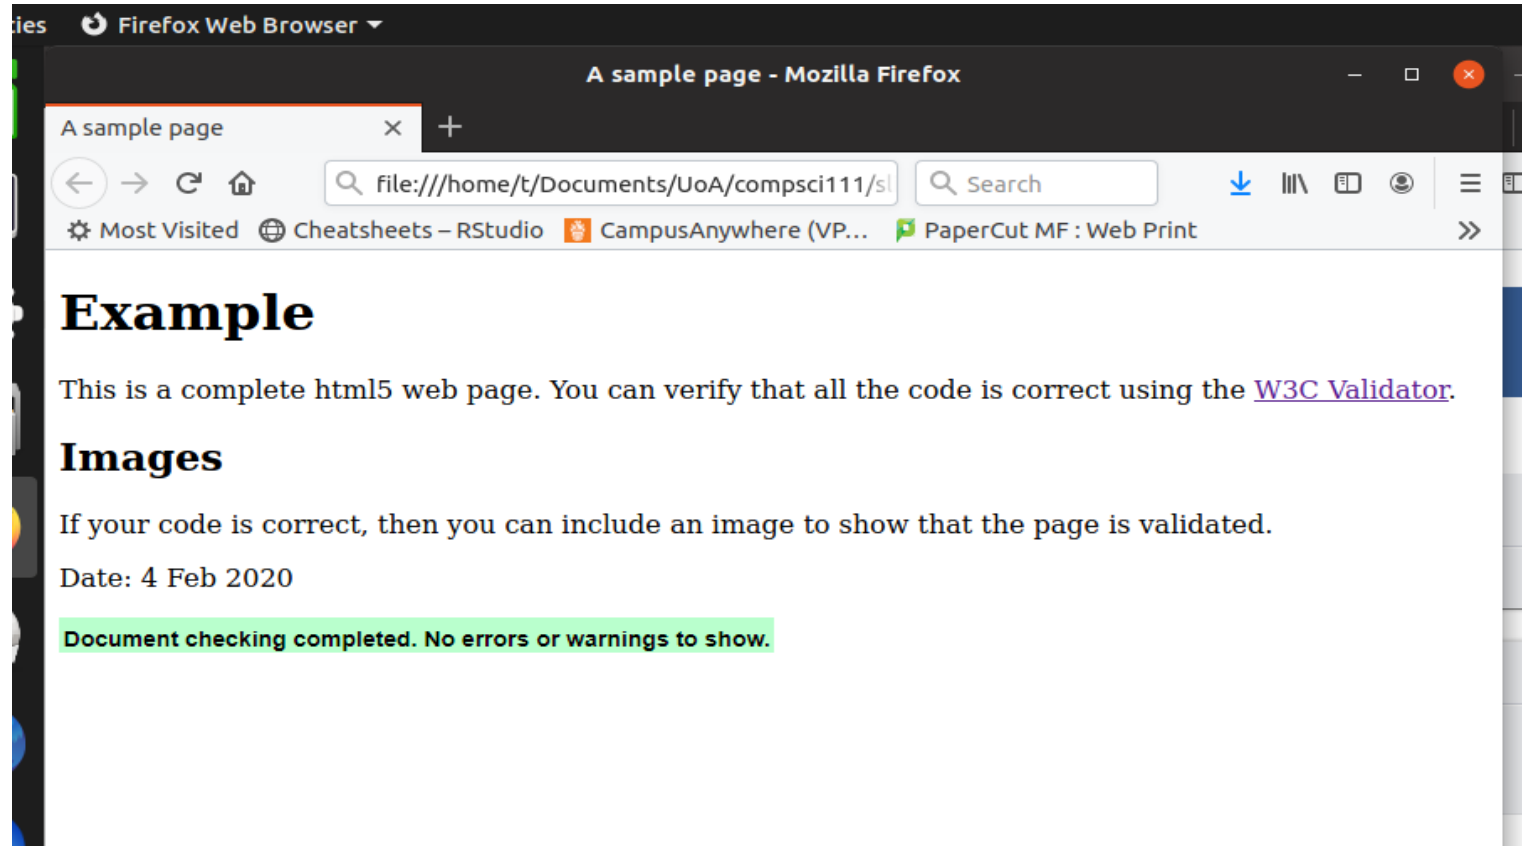 Firefox Web Browser
A sample page - Mozilla Firefox
A sample page
file:///home/t/Documents/UoA/compsci111/
Search
Most Visited Cheatsheets – RStudio CampusAnywhere (VP... PaperCut MF : Web Print
Example
This is a complete html5 web page. You can verify that all the code is correct using the W3C Validator.
Images
If your code is correct, then you can include an image to show that the page is validated.
Date: 4 Feb 2020
Document checking completed. No errors or warnings to show.